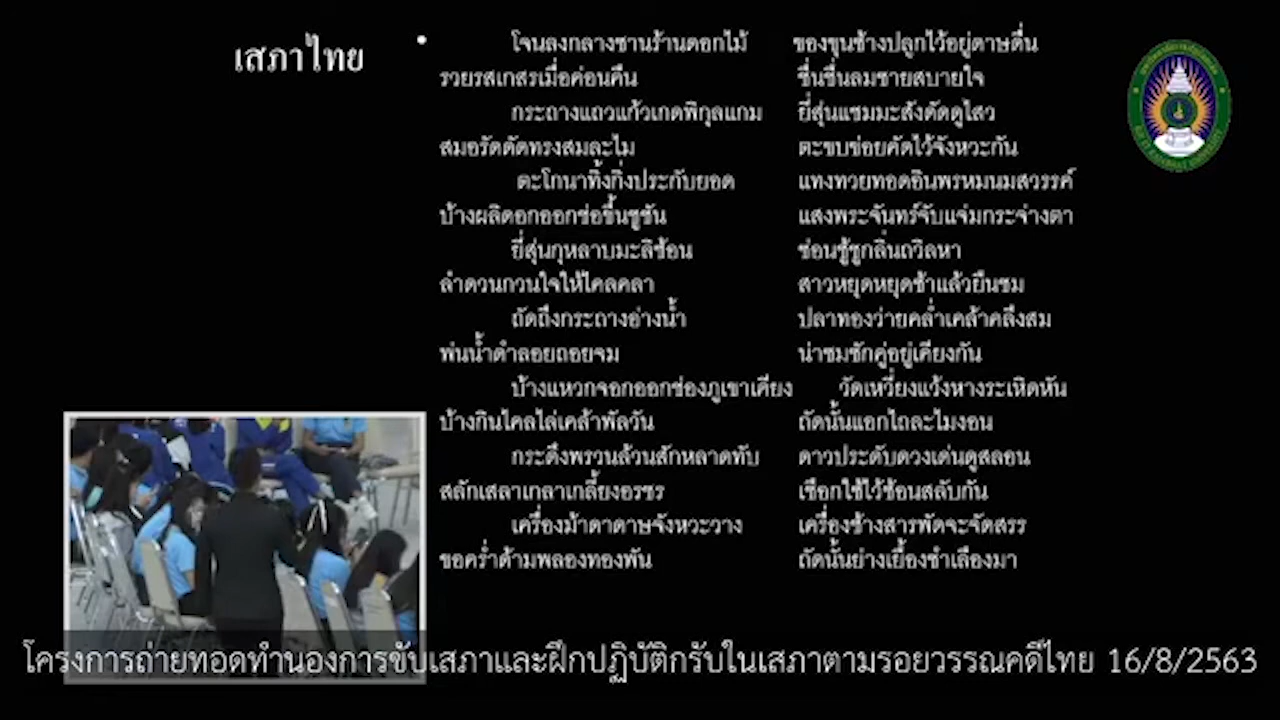 เสภาไทย
• โจนลงกลางชานร้านดอกไม้ ของขุนช้างปลูกไว้อยู่ดาษดื่น
รวยรสเกสรเมื่อค่อนคืน ชื่นชื่นลมชายสบายใจ
กระถางแถวแก้วเกดพิกุลแกม ยี่สุ่นแซมมะสังดัดดูไสว
สมอรัดดัดทรงสมละไม ตะขบข่อยคัดไว้จังหวะกัน
ตะโกนาทิ้งกิ่งประกับยอด แทงทวยทอดอินพรหมนมสวรรค์
บ้างผลิดอกออกช่อขึ้นชูชัน แสงพระจันทร์จับแจ่มกระจ่างตา
ยี่สุ่นกุหลาบมะลิซ้อน ซ่อนชู้ชูกลิ่นถวิลหา
ลำดวนกวนใจให้ไคลคลา สาวหยุดหยุดช้าแล้วยืนชม
ถัดถึงกระถางอ่างน้ำ ปลาทองว่ายคล่ำเคล้าคลึงสม
พ่นน้ำดำลอยถอยจม น่าชมชักคู่อยู่เคียงกัน
บ้างแหวกจอกออกช่องภูเขาเคียง วัดเหวี่ยงแว้งหางระเหิดหัน
บ้างกินไคลไล่เคล้าพัลวัน ถัดนั้นแอกไถละไมงอน
กระดึงพรวนล้วนสักหลาดทับ ดาวประดับดวงเด่นดูสลอน
สลักเสลาเกลาเกลี้ยงอรชร เชือกใช้ไว้ซ้อนสลับกัน
เครื่องม้าดาดาษจังหวะวาง เครื่องช้างสารพัดจะจัดสรร
ขอคร่ำด้ามพลองทองพัน ถัดนั้นย่างเยื้องชำเลืองมา
โครงการถ่ายทอดทำนองการขับเสภาและฝึกปฏิบัติกรับในเสภาตามรอยวรรณคดีไทย 16/8/2563